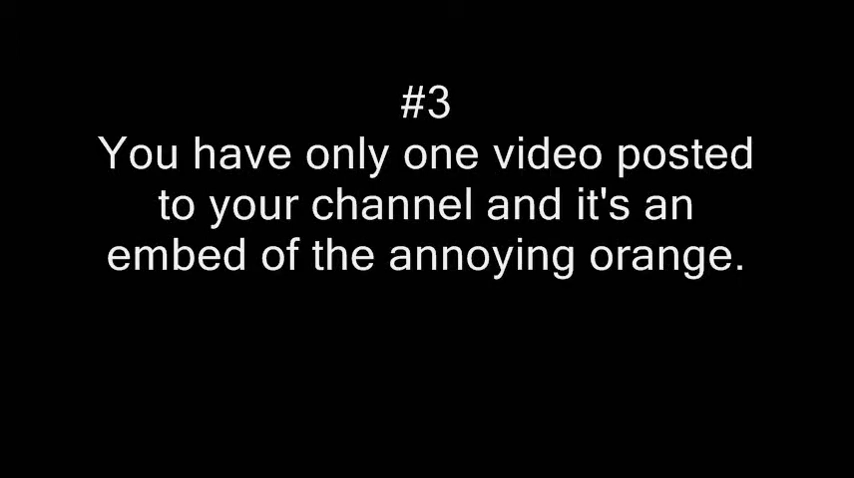 #3
You have only one video posted
to your channel and it's an
embed of the annoying orange.